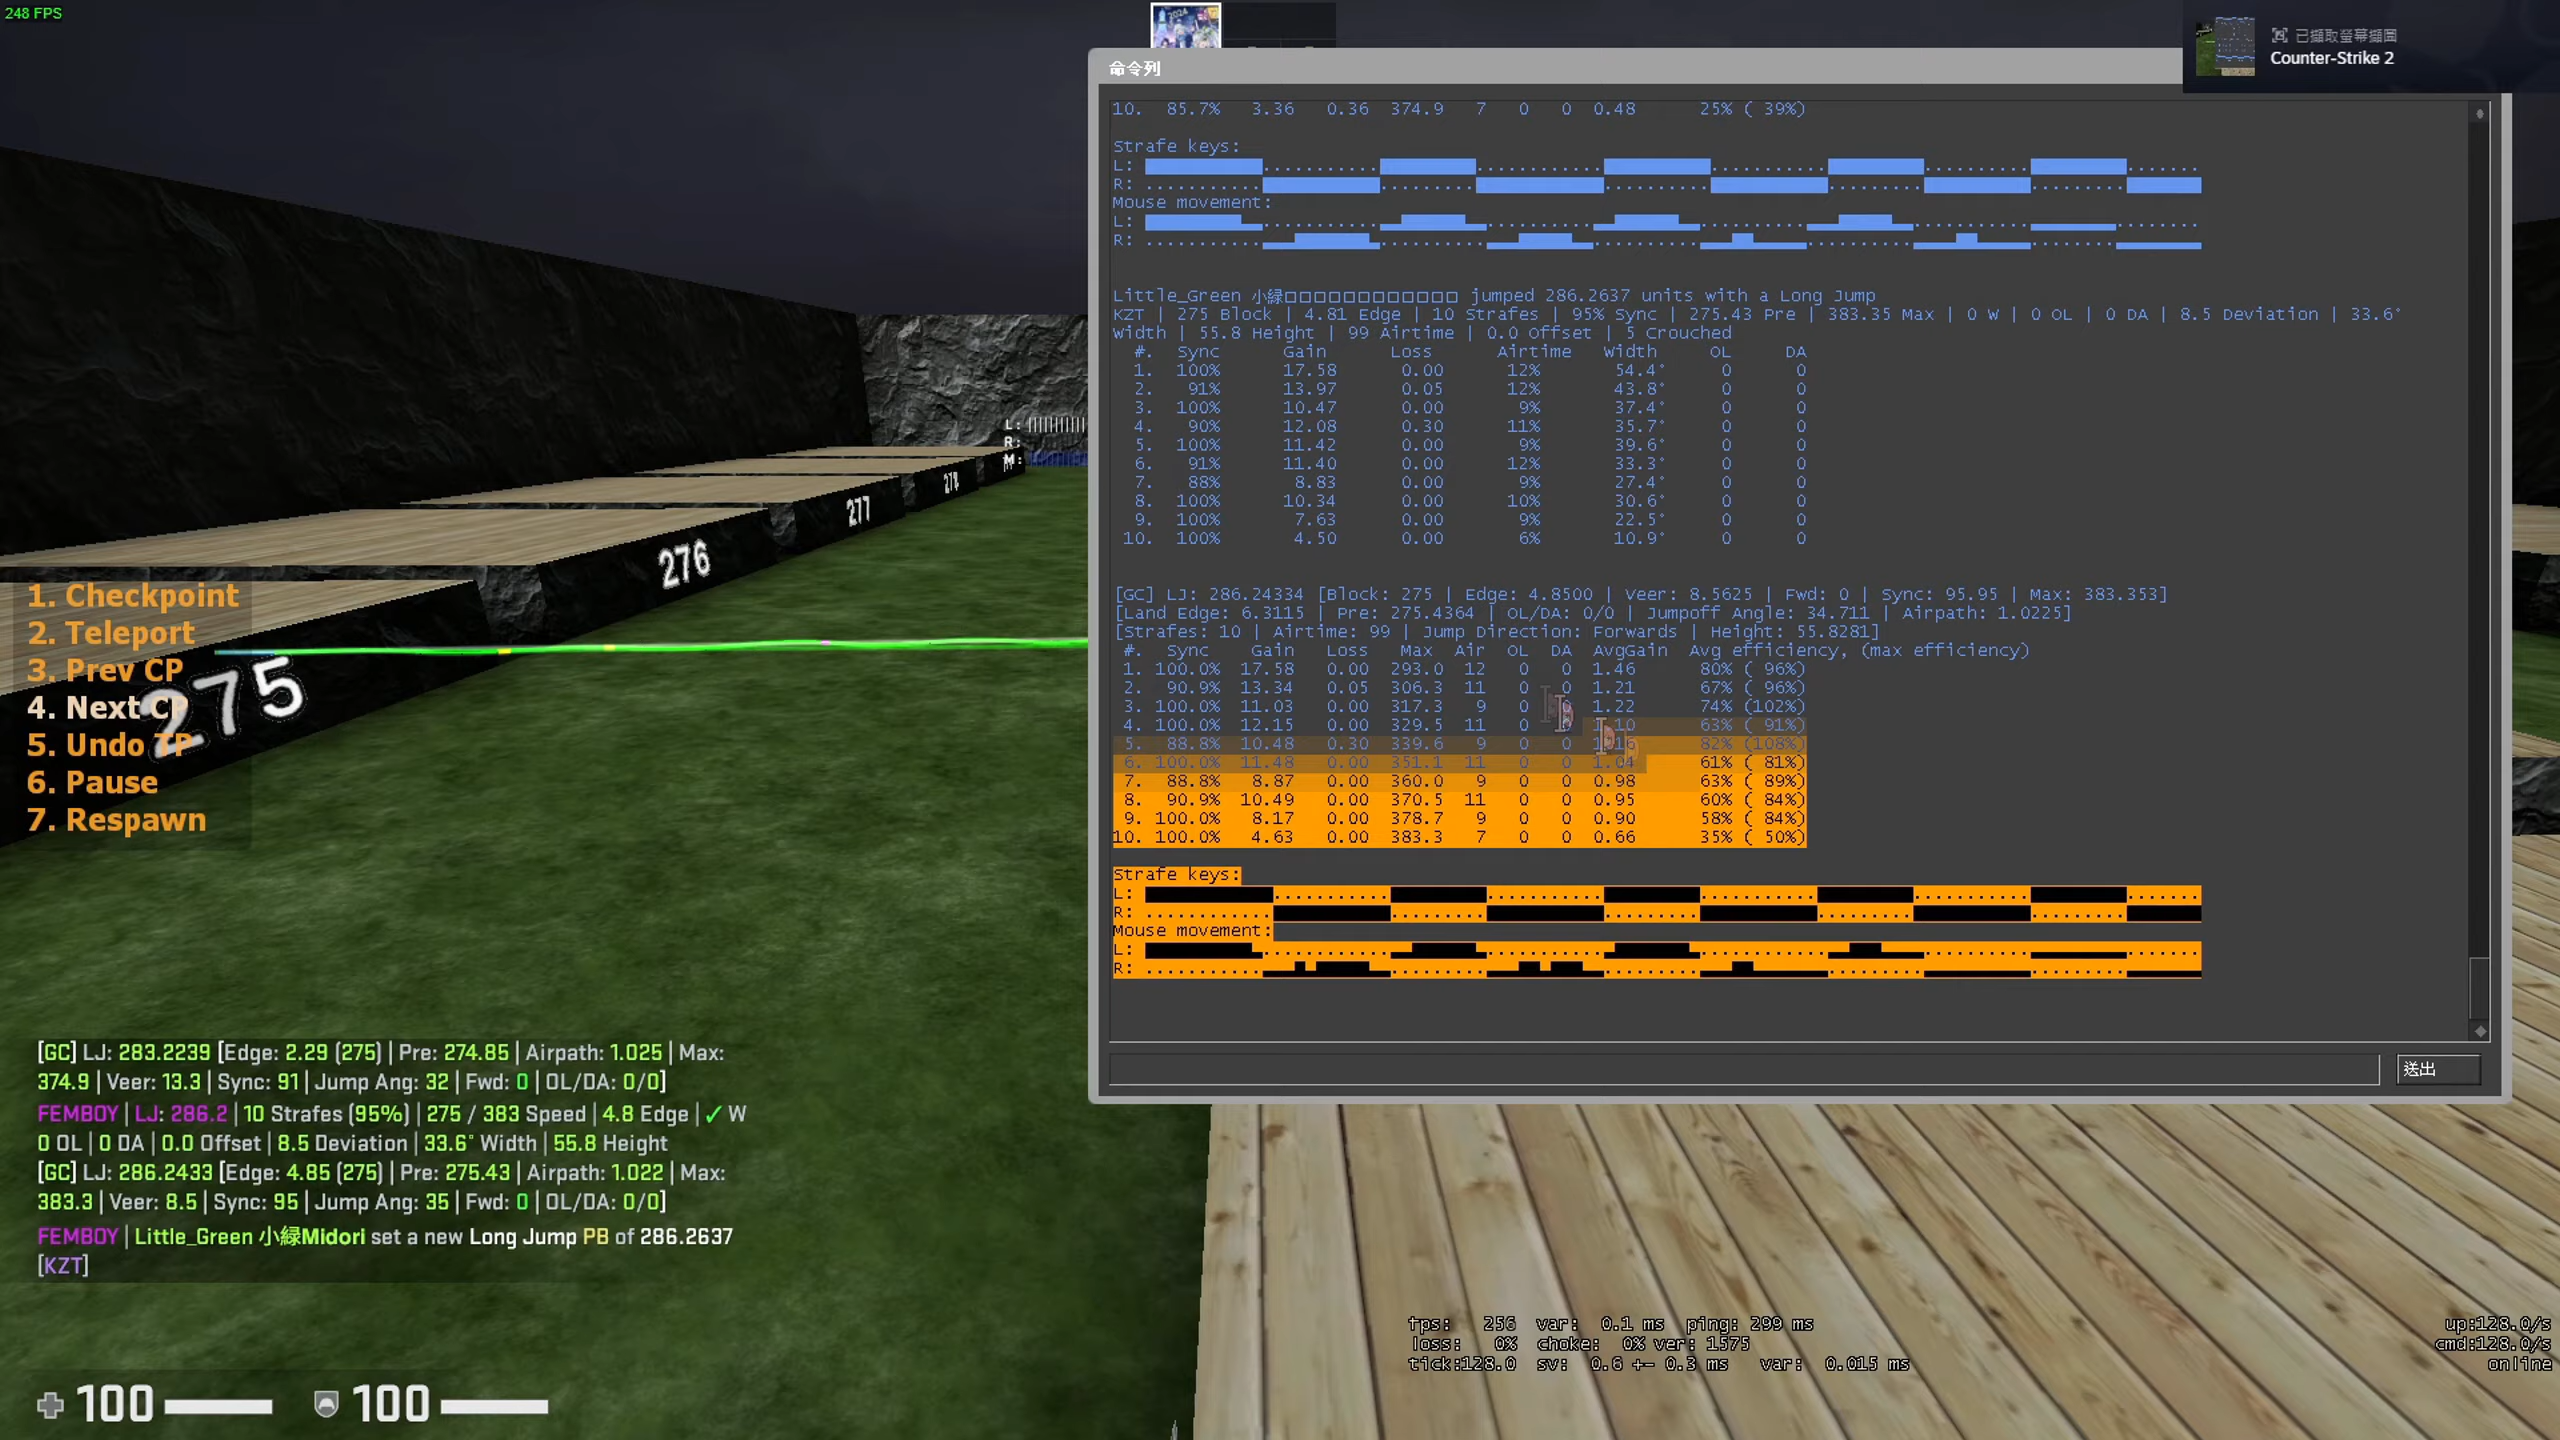 248 FPS
2024
已擷取螢幕擷圖
Counter-Strike 2
命令列
10. 85.7% 3.36 0.36 374.9 7 0 0 0.48 25% ( 39%)
Strafe keys:
L:
R:
Mouse movement:
L:
R:
Little_Green 小緑□□□□□□□□□□□□ jumped 286.2637 units with a Long Jump
KZT | 275 Block | 4.81 Edge | 10 Strafes | 95% Sync | 275.43 Pre | 383.35 Max | 0 W | 0 OL | 0 DA | 8.5 Deviation | 33.6°
Width | 55.8 Height | 99 Airtime | 0.0 Offset | 5 Crouched
#. Sync Gain Loss Airtime Width OL DA
1. 100% 17.58 0.00 12% 54.4° 0 0
2. 91% 13.97 0.05 12% 43.8° 0 0
3. 100% 10.47 0.00 9% 37.4° 0 0
4. 90% 12.08 0.30 11% 35.7° 0 0
5. 100% 11.42 0.00 9% 39.6° 0 0
6. 91% 11.40 0.00 12% 33.3° 0 0
7. 88% 8.83 0.00 9% 27.4° 0 0
8. 100% 10.34 0.00 10% 30.6° 0 0
9. 100% 7.63 0.00 9% 22.5° 0 0
10. 100% 4.50 0.00 6% 10.9° 0 0
[GC] LJ: 286.24334 [Block: 275 | Edge: 4.8500 | Veer: 8.5625 | Fwd: 0 | Sync: 95.95 | Max: 383.353]
[Land Edge: 6.3115 | Pre: 275.4364 | OL/DA: 0/0 | Jumpoff Angle: 34.711 | Airpath: 1.0225]
[Strafes: 10 | Airtime: 99 | Jump Direction: Forwards | Height: 55.8281]
#. Sync Gain Loss Max Air OL DA AvgGain Avg efficiency, (max efficiency)
1. 100.0% 17.58 0.00 293.0 12 0 0 1.46 80% ( 96%)
2. 90.9% 13.34 0.05 306.3 11 0 0 1.21 67% ( 96%)
3. 100.0% 11.03 0.00 317.3 9 0 0 1.22 74% (102%)
4. 100.0% 12.15 0.00 329.5 11 0 0 1.10 63% ( 91%)
5. 88.8% 10.48 0.30 339.6 9 0 0 1.16 82% (108%)
6. 100.0% 11.48 0.00 351.1 11 0 0 1.04 61% ( 81%)
7. 88.8% 8.87 0.00 360.0 9 0 0 0.98 63% ( 89%)
8. 90.9% 10.49 0.00 370.5 11 0 0 0.95 60% ( 84%)
9. 100.0% 8.17 0.00 378.7 9 0 0 0.90 58% ( 84%)
10. 100.0% 4.63 0.00 383.3 7 0 0 0.66 35% ( 50%)
Strafe keys:
L:
R:
Mouse movement:
L:
R:
送出
L:
R:
M:
277
276
275
1. Checkpoint
2. Teleport
3. Prev CP
4. Next CP
5. Undo TP
6. Pause
7. Respawn
[GC] LJ: 283.2239 [Edge: 2.29 (275) | Pre: 274.85 | Airpath: 1.025 | Max:
374.9 | Veer: 13.3 | Sync: 91 | Jump Ang: 32 | Fwd: 0 | OL/DA: 0/0]
FEMBOY | LJ: 286.2 | 10 Strafes (95%) | 275 / 383 Speed | 4.8 Edge | ✓ W
0 OL | 0 DA | 0.0 Offset | 8.5 Deviation | 33.6° Width | 55.8 Height
[GC] LJ: 286.2433 [Edge: 4.85 (275) | Pre: 275.43 | Airpath: 1.022 | Max:
383.3 | Veer: 8.5 | Sync: 95 | Jump Ang: 35 | Fwd: 0 | OL/DA: 0/0]
FEMBOY | Little_Green 小緑Midori set a new Long Jump PB of 286.2637
[KZT]
100
100
fps: 256 var: 0.1 ms ping: 299 ms
loss: 0% choke: 0% ver: 1575
tick:128.0 sv: 0.6 +- 0.3 ms var: 0.015 ms
up:128.0/s
cmd:128.0/s
online